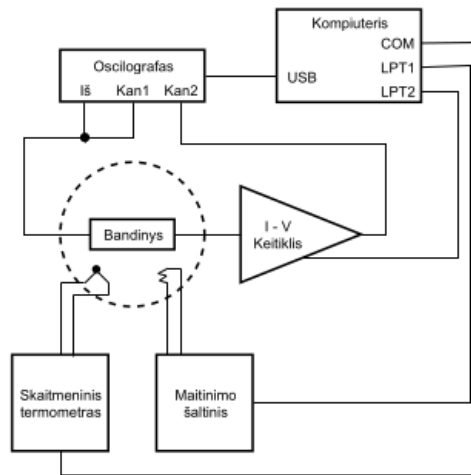 Kompiuteris
COM
Oscilografas
LPT1
USB
Iš Kan1 Kan2
LPT2
Bandinys
I - V
Keitiklis
Skaitmeninis
termometras
Maitinimo
šaltinis